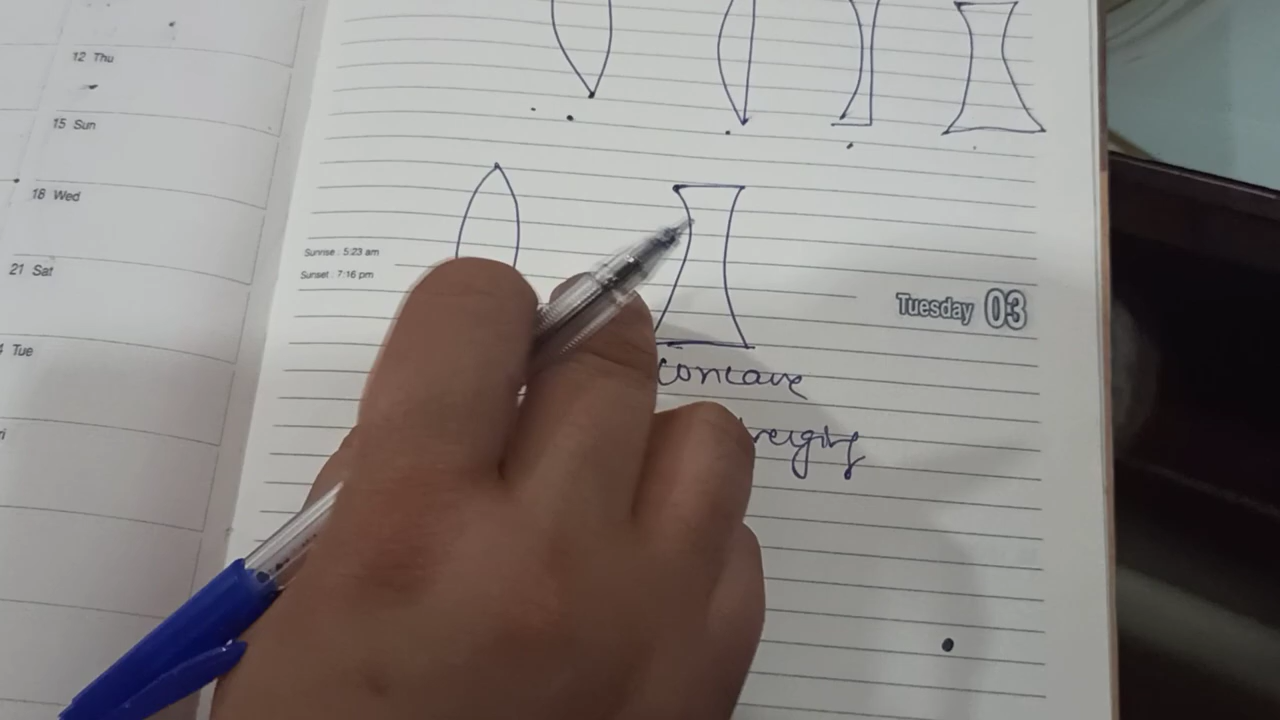 12 Thu
15 Sun
18 Wed
21 Sat
Tue
Sunrise : 5:23 am
Sunset : 7:16 pm
Tuesday 03
concave
verging